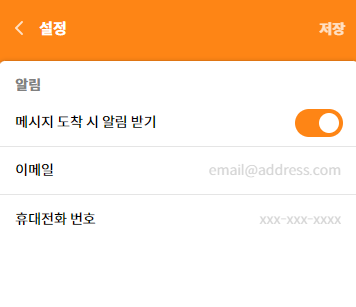 설정 저장
알림
메시지 도착 시 알림 받기
이메일 email@address.com
휴대전화 번호 xxx-xxx-xxxx